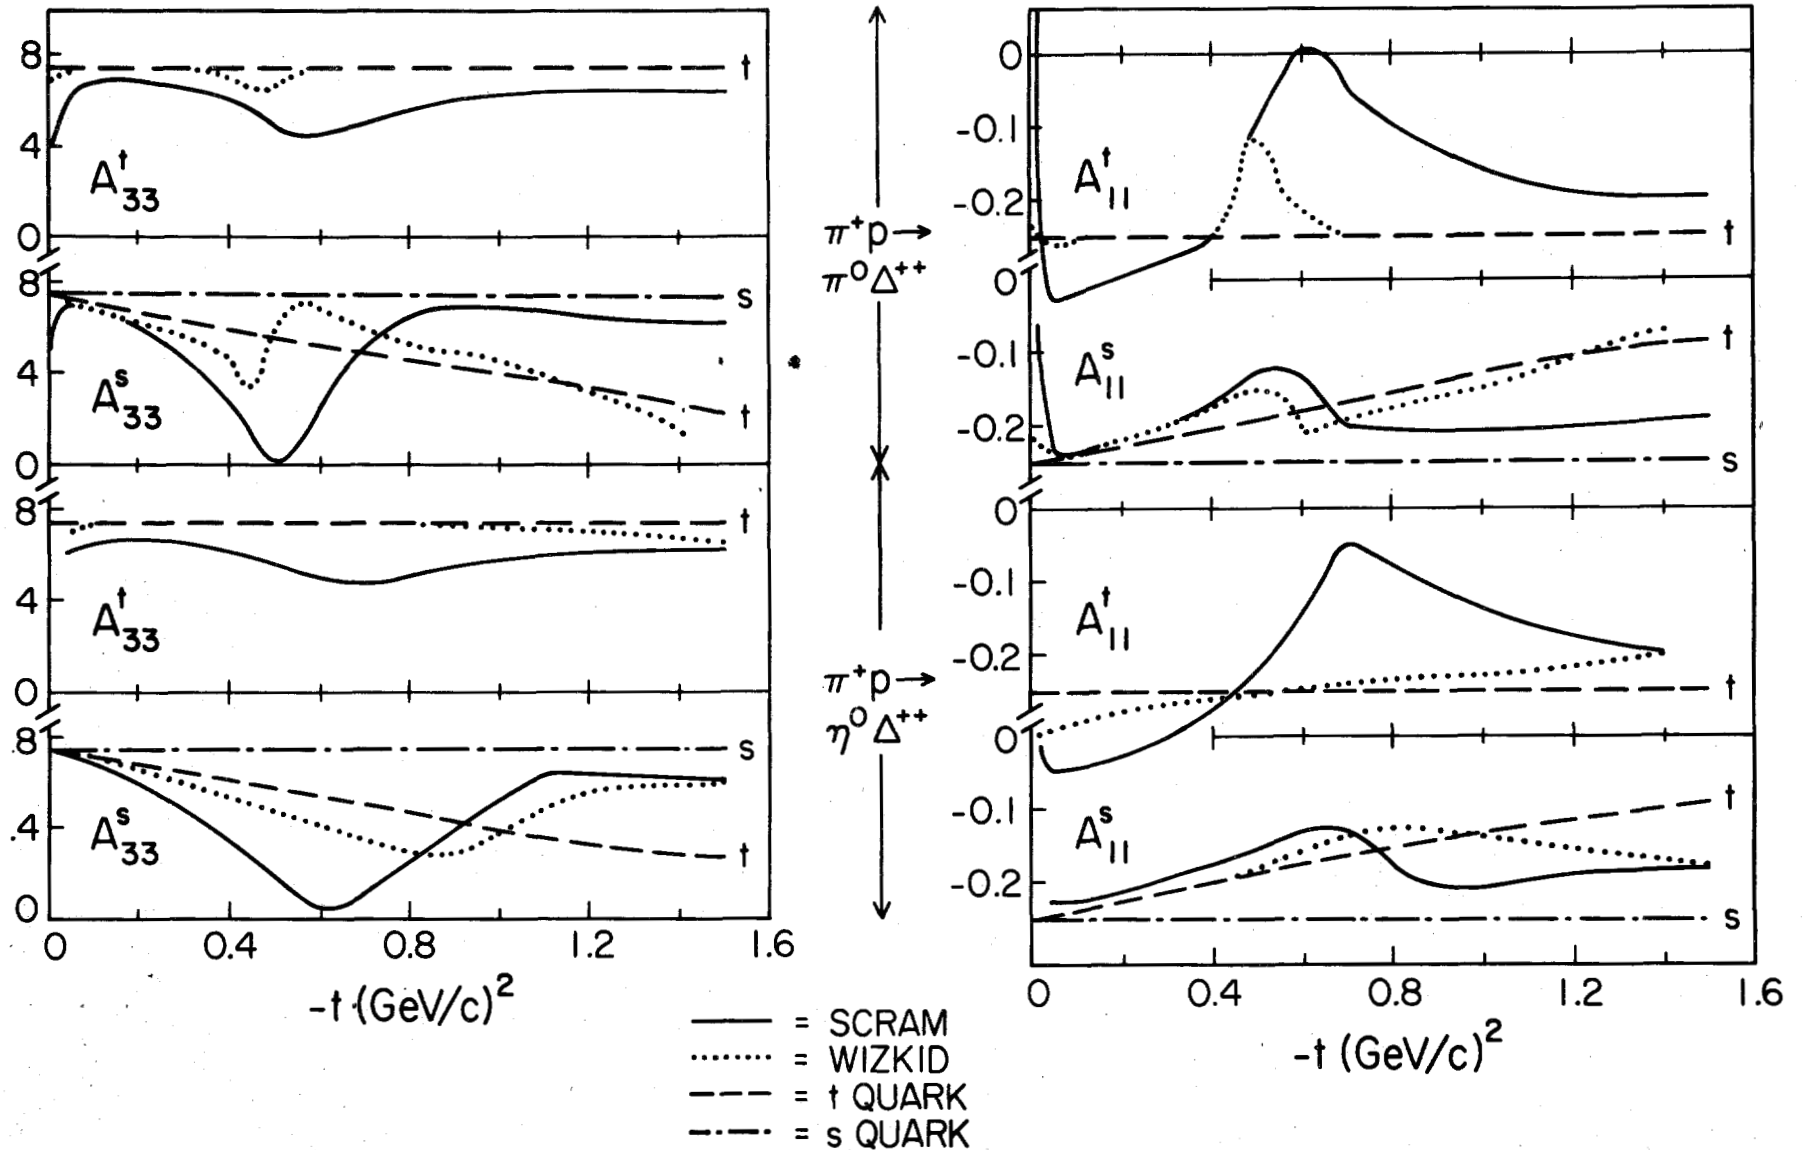 8
4
0
A^t_33
t
8
4
0
A^s_33
s
t
8
4
0
A^t_33
t
.8
.4
0
A^s_33
s
t
0 0.4 0.8 1.2 1.6
-t (GeV/c)^2
π⁺p→
π⁰Δ⁺⁺
π⁺p→
η⁰Δ⁺⁺
0
-0.1
-0.2
A^t_11
t
0
-0.1
-0.2
A^s_11
t
s
0
-0.1
-0.2
A^t_11
t
0
-0.1
-0.2
A^s_11
t
s
0 0.4 0.8 1.2 1.6
-t (GeV/c)^2
= SCRAM
= WIZKID
= t QUARK
= s QUARK